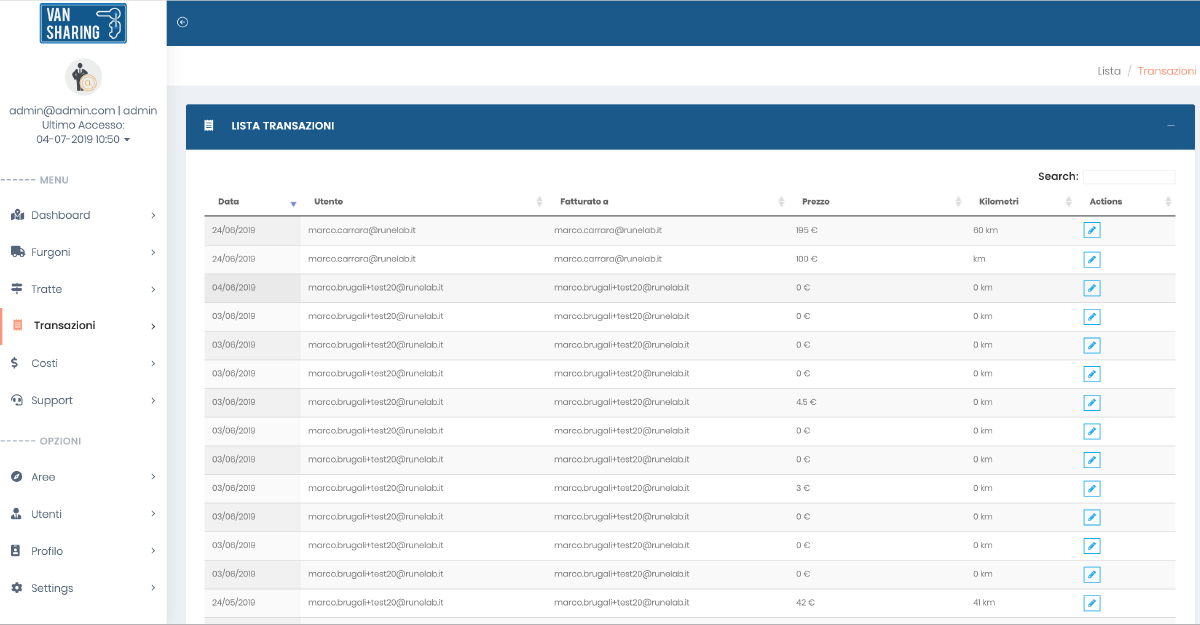 VAN
SHARING
admin@admin.com | admin
Ultimo Accesso:
04-07-2019 10:50
------ MENU
Dashboard
Furgoni
Tratte
Transazioni
Costi
Support
------ OPZIONI
Aree
Utenti
Profilo
Settings
Lista / Transazioni
LISTA TRANSAZIONI
Search:
Data Utente Fatturato a Prezzo Kilometri Actions
24/06/2019 marco.carrara@runelab.it marco.carrara@runelab.it 195 € 60 km
24/06/2019 marco.carrara@runelab.it marco.carrara@runelab.it 100 € km
04/06/2019 marco.brugali+test20@runelab.it marco.brugali+test20@runelab.it 0 € 0 km
03/06/2019 marco.brugali+test20@runelab.it marco.brugali+test20@runelab.it 0 € 0 km
03/06/2019 marco.brugali+test20@runelab.it marco.brugali+test20@runelab.it 0 € 0 km
03/06/2019 marco.brugali+test20@runelab.it marco.brugali+test20@runelab.it 0 € 0 km
03/06/2019 marco.brugali+test20@runelab.it marco.brugali+test20@runelab.it 4.5 € 0 km
03/06/2019 marco.brugali+test20@runelab.it marco.brugali+test20@runelab.it 0 € 0 km
03/06/2019 marco.brugali+test20@runelab.it marco.brugali+test20@runelab.it 0 € 0 km
03/06/2019 marco.brugali+test20@runelab.it marco.brugali+test20@runelab.it 3 € 0 km
03/06/2019 marco.brugali+test20@runelab.it marco.brugali+test20@runelab.it 0 € 0 km
03/06/2019 marco.brugali+test20@runelab.it marco.brugali+test20@runelab.it 0 € 0 km
03/06/2019 marco.brugali+test20@runelab.it marco.brugali+test20@runelab.it 0 € 0 km
24/05/2019 marco.brugali+test20@runelab.it marco.brugali+test20@runelab.it 42 € 41 km